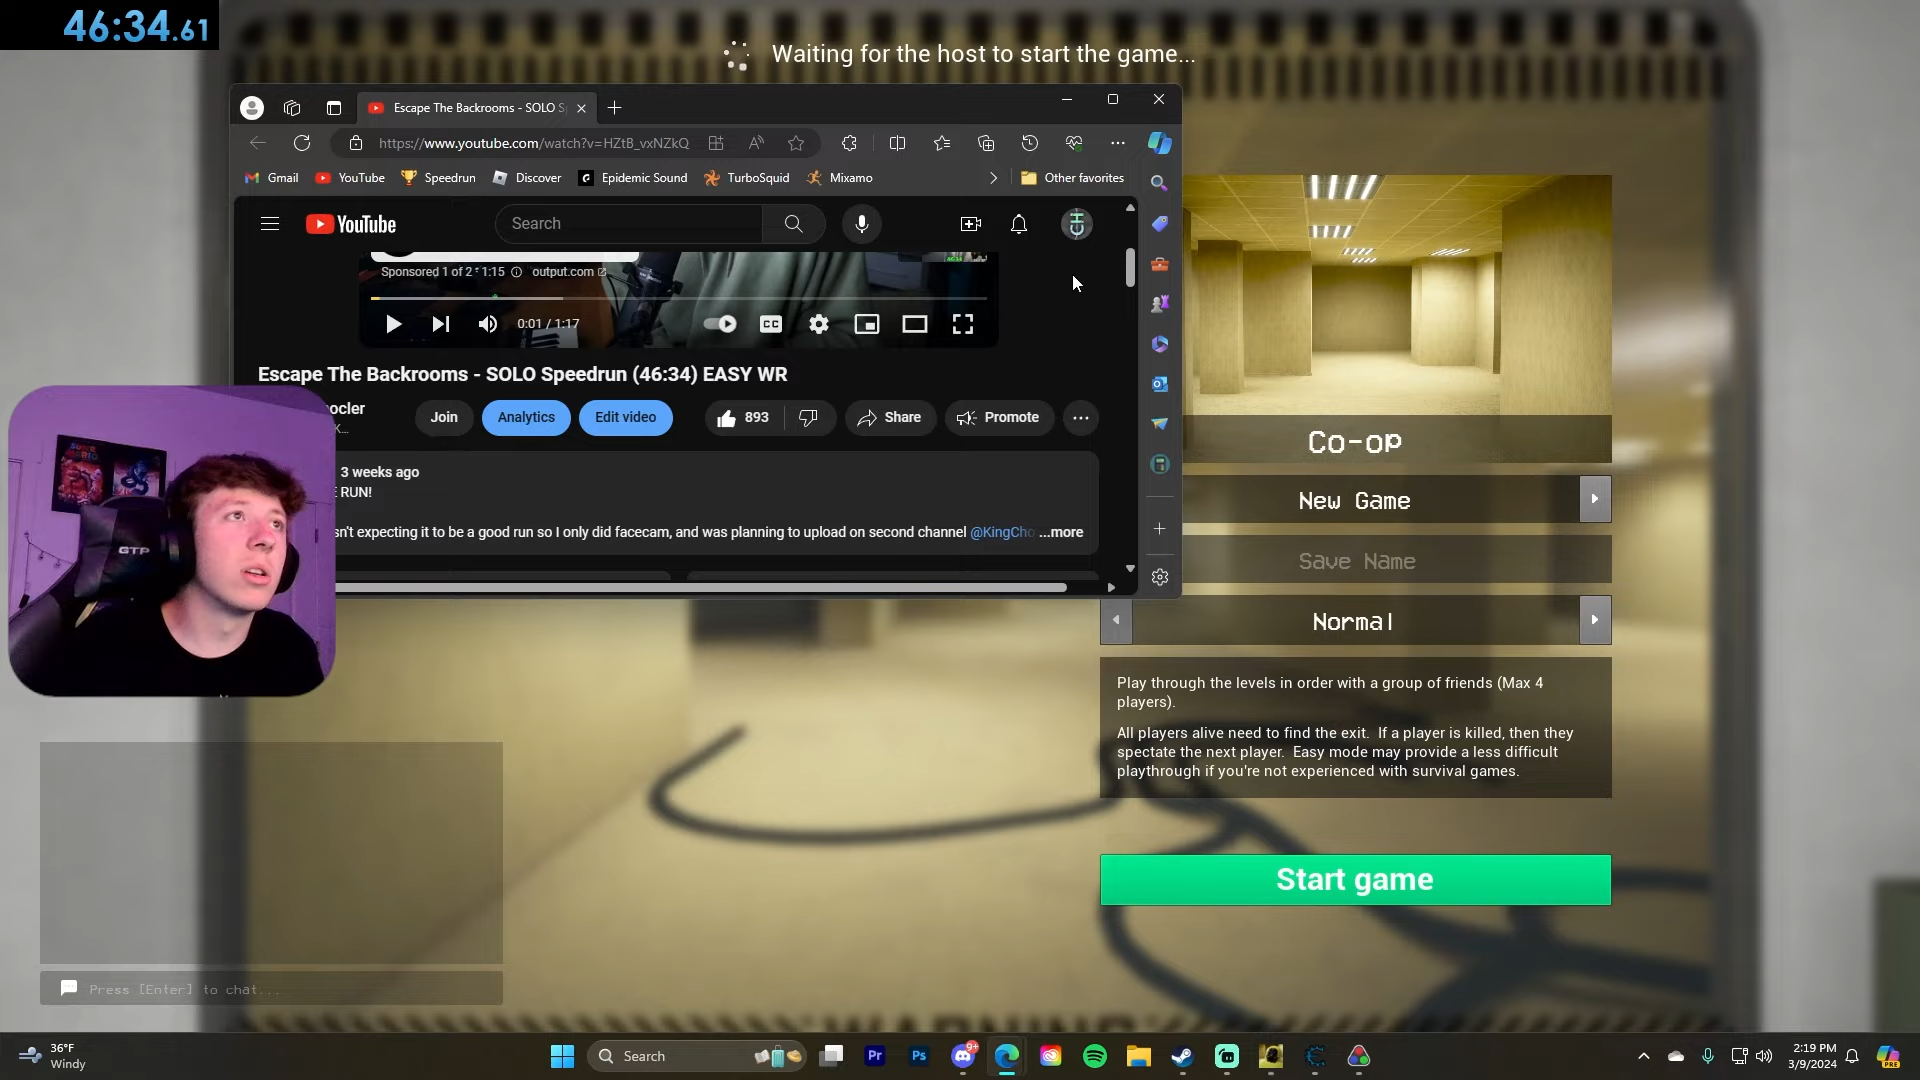 46:34.61
Waiting for the host to start the game...
Escape The Backrooms - SOLO S
https://www.youtube.com/watch?v=HZtB_vxNZkQ
Gmail
YouTube
Speedrun
Discover
Epidemic Sound
TurboSquid
Mixamo
Other favorites
YouTube
Search
Sponsored 1 of 2 · 1:15
output.com
0:01 / 1:17
CC
Escape The Backrooms - SOLO Speedrun (46:34) EASY WR
ocler
Join
Analytics
Edit video
893
Share
Promote
3 weeks ago
RUN!
sn't expecting it to be a good run so I only did facecam, and was planning to upload on second channel @KingCho ...more
GTP
Co-op
New Game
Save Name
Normal
Play through the levels in order with a group of friends (Max 4
players).
All players alive need to find the exit. If a player is killed, then they
spectate the next player. Easy mode may provide a less difficult
playthrough if you're not experienced with survival games.
Start game
Press [Enter] to chat...
WARNING
36°F
Windy
Search
Pr
Ps
9+
2:19 PM
3/9/2024
PRE